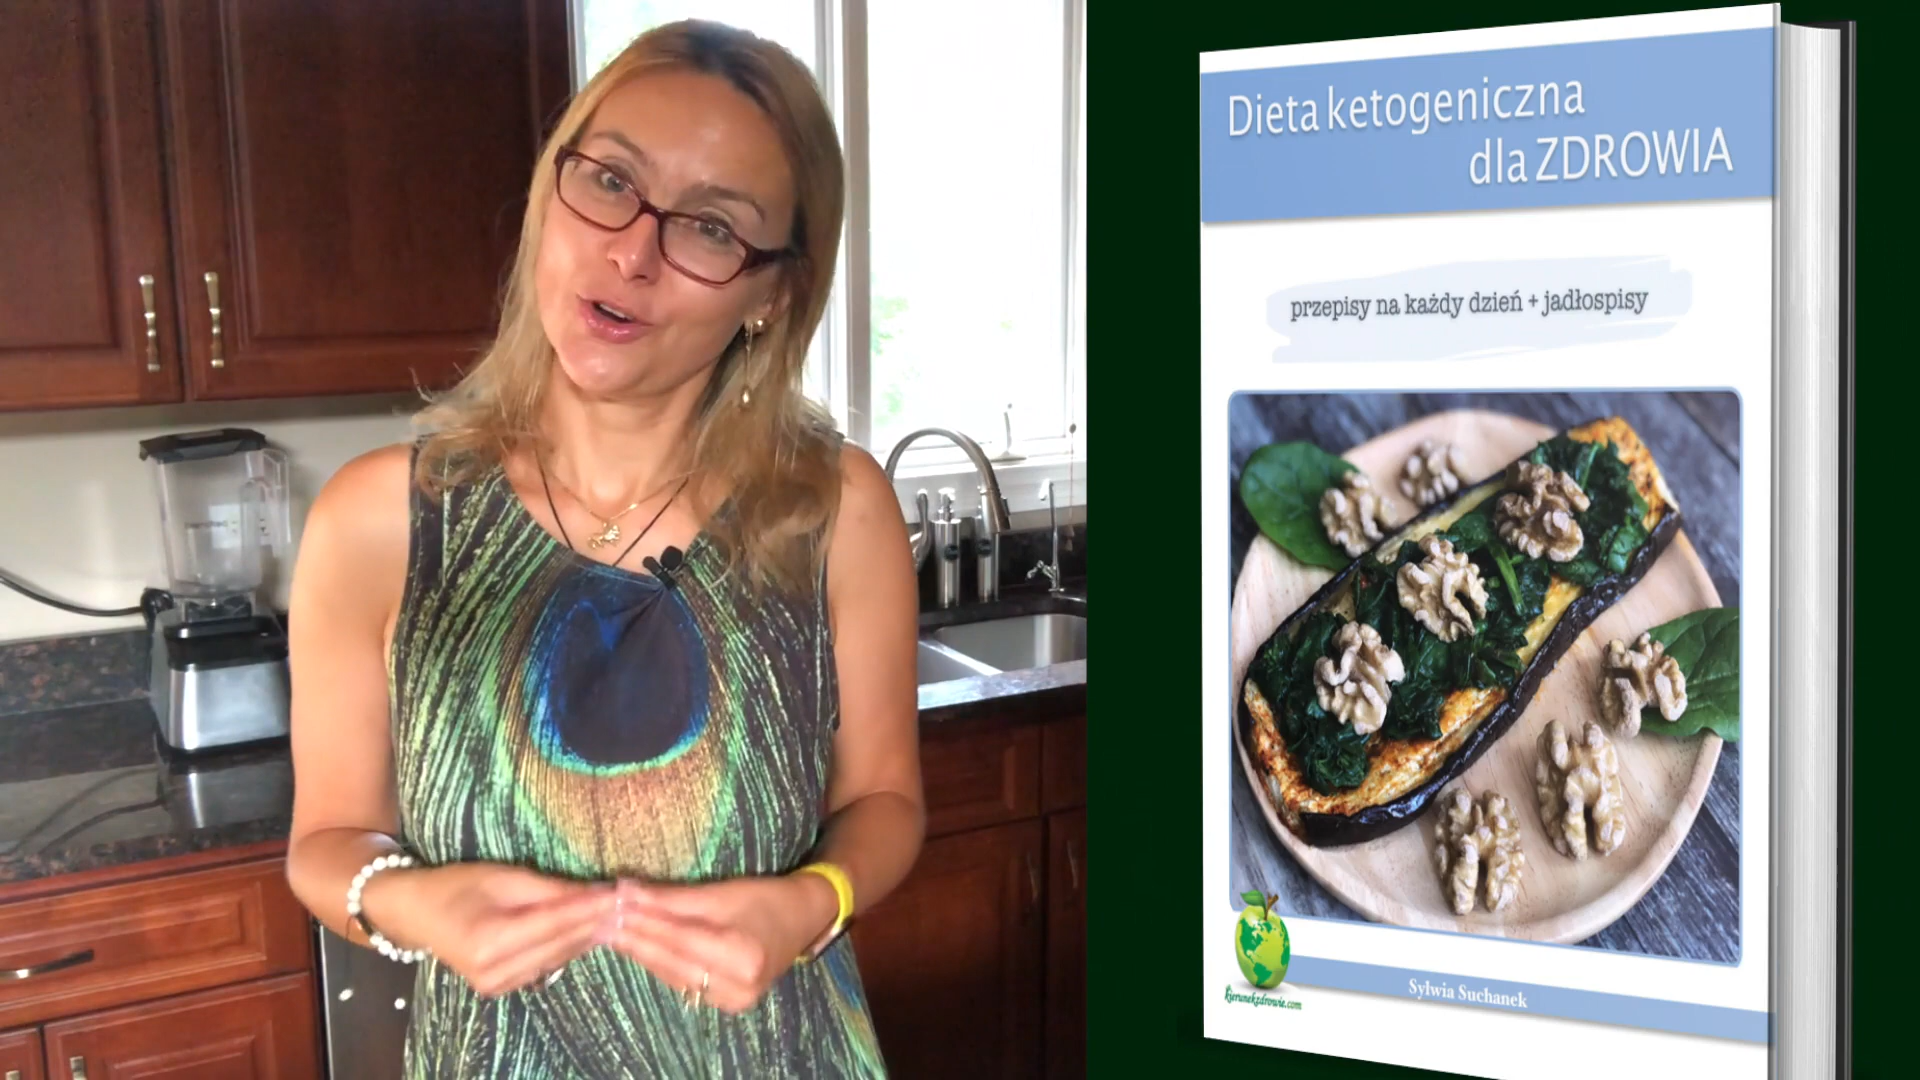 Dieta ketogeniczna
dla ZDROWIA
przepisy na każdy dzień + jadłospisy
kierunekzdrowie.com
Sylwia Suchanek